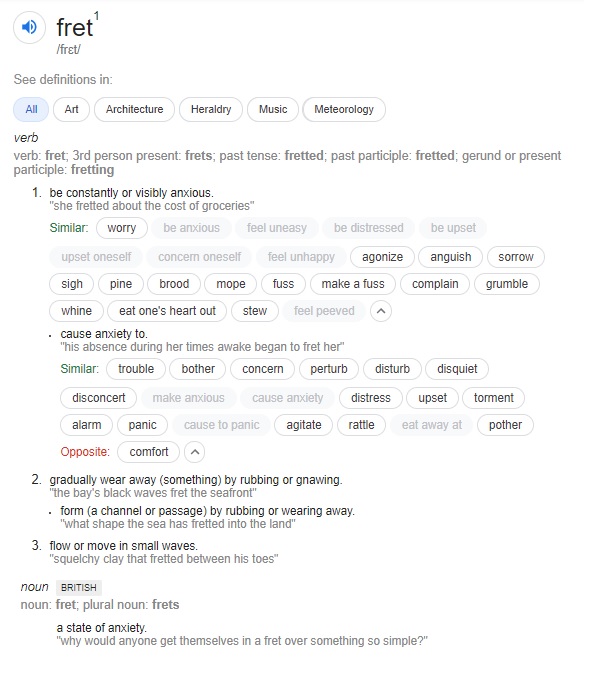 fret1
/frɛt/
See definitions in:
All Art Architecture Heraldry Music Meteorology
verb
verb: fret; 3rd person present: frets; past tense: fretted; past participle: fretted; gerund or present
participle: fretting
1. be constantly or visibly anxious.
"she fretted about the cost of groceries"
Similar: worry be anxious feel uneasy be distressed be upset
upset oneself concern oneself feel unhappy agonize anguish sorrow
sigh pine brood mope fuss make a fuss complain grumble
whine eat one's heart out stew feel peeved
• cause anxiety to.
"his absence during her times awake began to fret her"
Similar: trouble bother concern perturb disturb disquiet
disconcert make anxious cause anxiety distress upset torment
alarm panic cause to panic agitate rattle eat away at pother
Opposite: comfort
2. gradually wear away (something) by rubbing or gnawing.
"the bay's black waves fret the seafront"
• form (a channel or passage) by rubbing or wearing away.
"what shape the sea has fretted into the land"
3. flow or move in small waves.
"squelchy clay that fretted between his toes"
noun BRITISH
noun: fret; plural noun: frets
a state of anxiety.
"why would anyone get themselves in a fret over something so simple?"